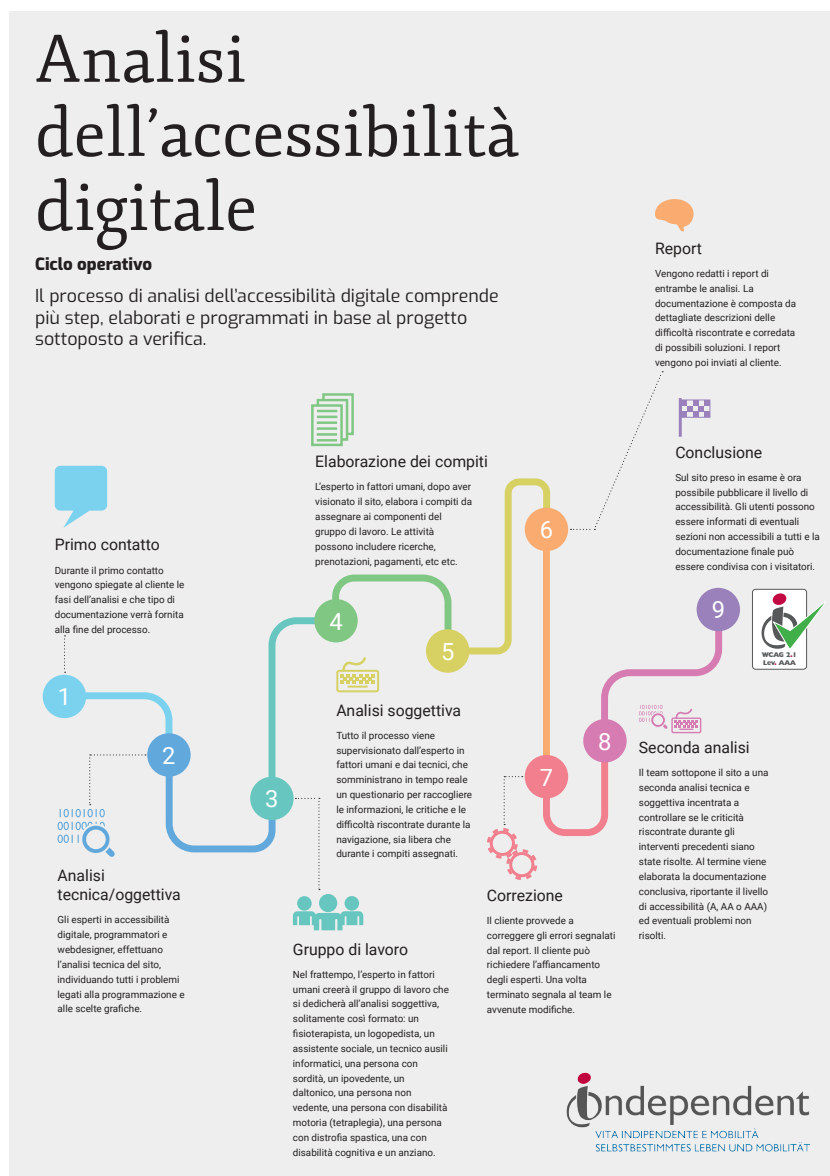 Analisi
dell'accessibilità
digitale
Ciclo operativo
Il processo di analisi dell'accessibilità digitale comprende
più step, elaborati e programmati in base al progetto
sottoposto a verifica.
Primo contatto
Durante il primo contatto
vengono spiegate al cliente le
fasi dell'analisi e che tipo di
documentazione verrà fornita
alla fine del processo.
1
2
10101010
00100010
0011
Analisi
tecnica/oggettiva
Gli esperti in accessibilità
digitale, programmatori e
webdesigner, effettuano
l'analisi tecnica del sito,
individuando tutti i problemi
legati alla programmazione e
alle scelte grafiche.
3
Gruppo di lavoro
Nel frattempo, l'esperto in fattori
umani creerà il gruppo di lavoro che
si dedicherà all'analisi soggettiva,
solitamente così formato: un
fisioterapista, un logopedista, un
assistente sociale, un tecnico ausili
informatici, una persona con
sordità, un ipovedente, un
daltonico, una persona non
vedente, una persona con disabilità
motoria (tetraplegia), una persona
con distrofia spastica, una con
disabilità cognitiva e un anziano.
Elaborazione dei compiti
L'esperto in fattori umani, dopo aver
visionato il sito, elabora i compiti da
assegnare ai componenti del
gruppo di lavoro. Le attività
possono includere ricerche,
prenotazioni, pagamenti, etc etc.
4
5
Analisi soggettiva
Tutto il processo viene
supervisionato dall'esperto in
fattori umani e dai tecnici, che
somministrano in tempo reale
un questionario per raccogliere
le informazioni, le critiche e le
difficoltà riscontrate durante la
navigazione, sia libera che
durante i compiti assegnati.
Report
Vengono redatti i report di
entrambe le analisi. La
documentazione è composta da
dettagliate descrizioni delle
difficoltà riscontrate e corredata
di possibili soluzioni. I report
vengono poi inviati al cliente.
6
7
Correzione
Il cliente provvede a
correggere gli errori segnalati
dal report. Il cliente può
richiedere l'affiancamento
degli esperti. Una volta
terminato segnala al team le
avvenute modifiche.
8
10101010
00100010
0011
Seconda analisi
Il team sottopone il sito a una
seconda analisi tecnica e
soggettiva incentrata a
controllare se le criticità
riscontrate durante gli
interventi precedenti siano
state risolte. Al termine viene
elaborata la documentazione
conclusiva, riportante il livello
di accessibilità (A, AA o AAA)
ed eventuali problemi non
risolti.
Conclusione
Sul sito preso in esame è ora
possibile pubblicare il livello di
accessibilità. Gli utenti possono
essere informati di eventuali
sezioni non accessibili a tutti e la
documentazione finale può
essere condivisa con i visitatori.
9
WCAG 2.1
Lev. AAA
independent
VITA INDIPENDENTE E MOBILITÀ
SELBSTBESTIMMTES LEBEN UND MOBILITÄT